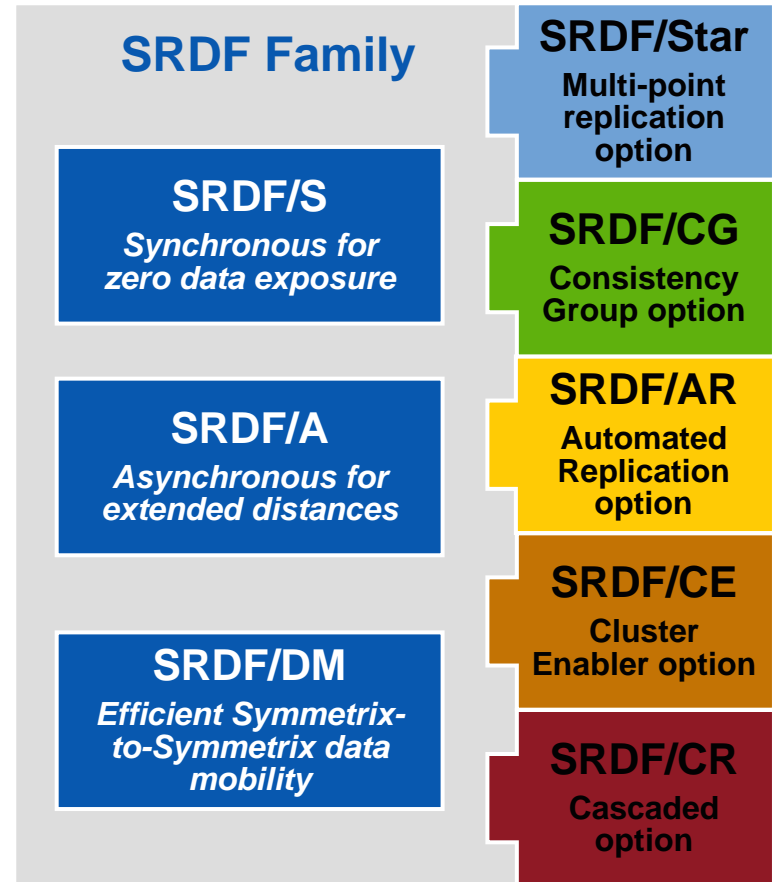 SRDF Family
SRDF/S
Synchronous for
zero data exposure
SRDF/A
Asynchronous for
extended distances
SRDF/DM
Efficient Symmetrix-
to-Symmetrix data
mobility
SRDF/Star
Multi-point
replication
option
SRDF/CG
Consistency
Group option
SRDF/AR
Automated
Replication
option
SRDF/CE
Cluster
Enabler option
SRDF/CR
Cascaded
option